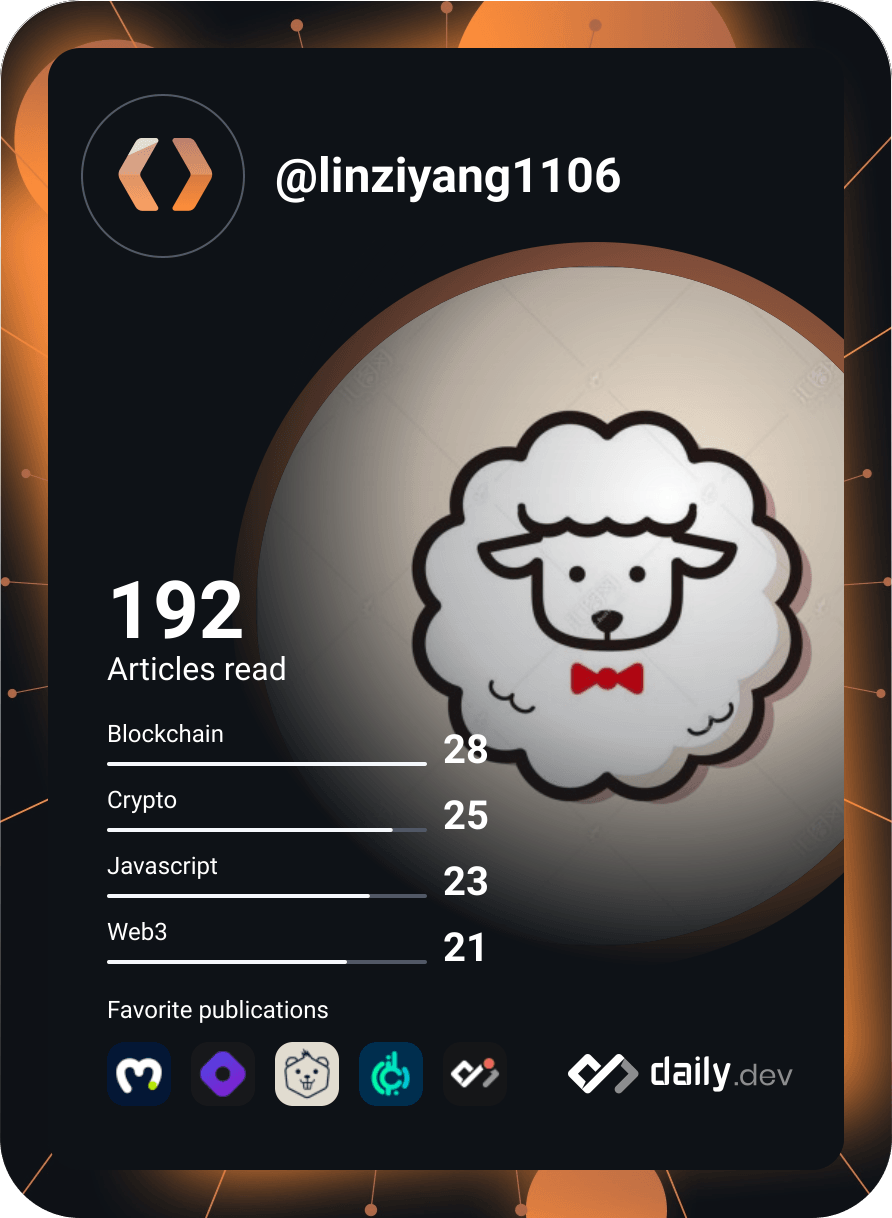 @linziyang1106
192
Articles read
Blockchain
28
Crypto
25
Javascript
23
Web3
21
Favorite publications
daily.dev